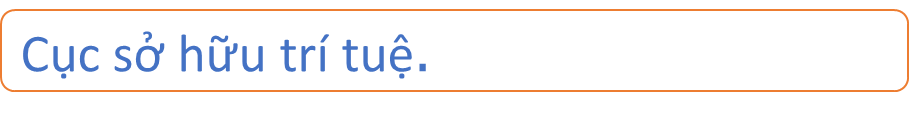 Cục sở hữu trí tuệ.